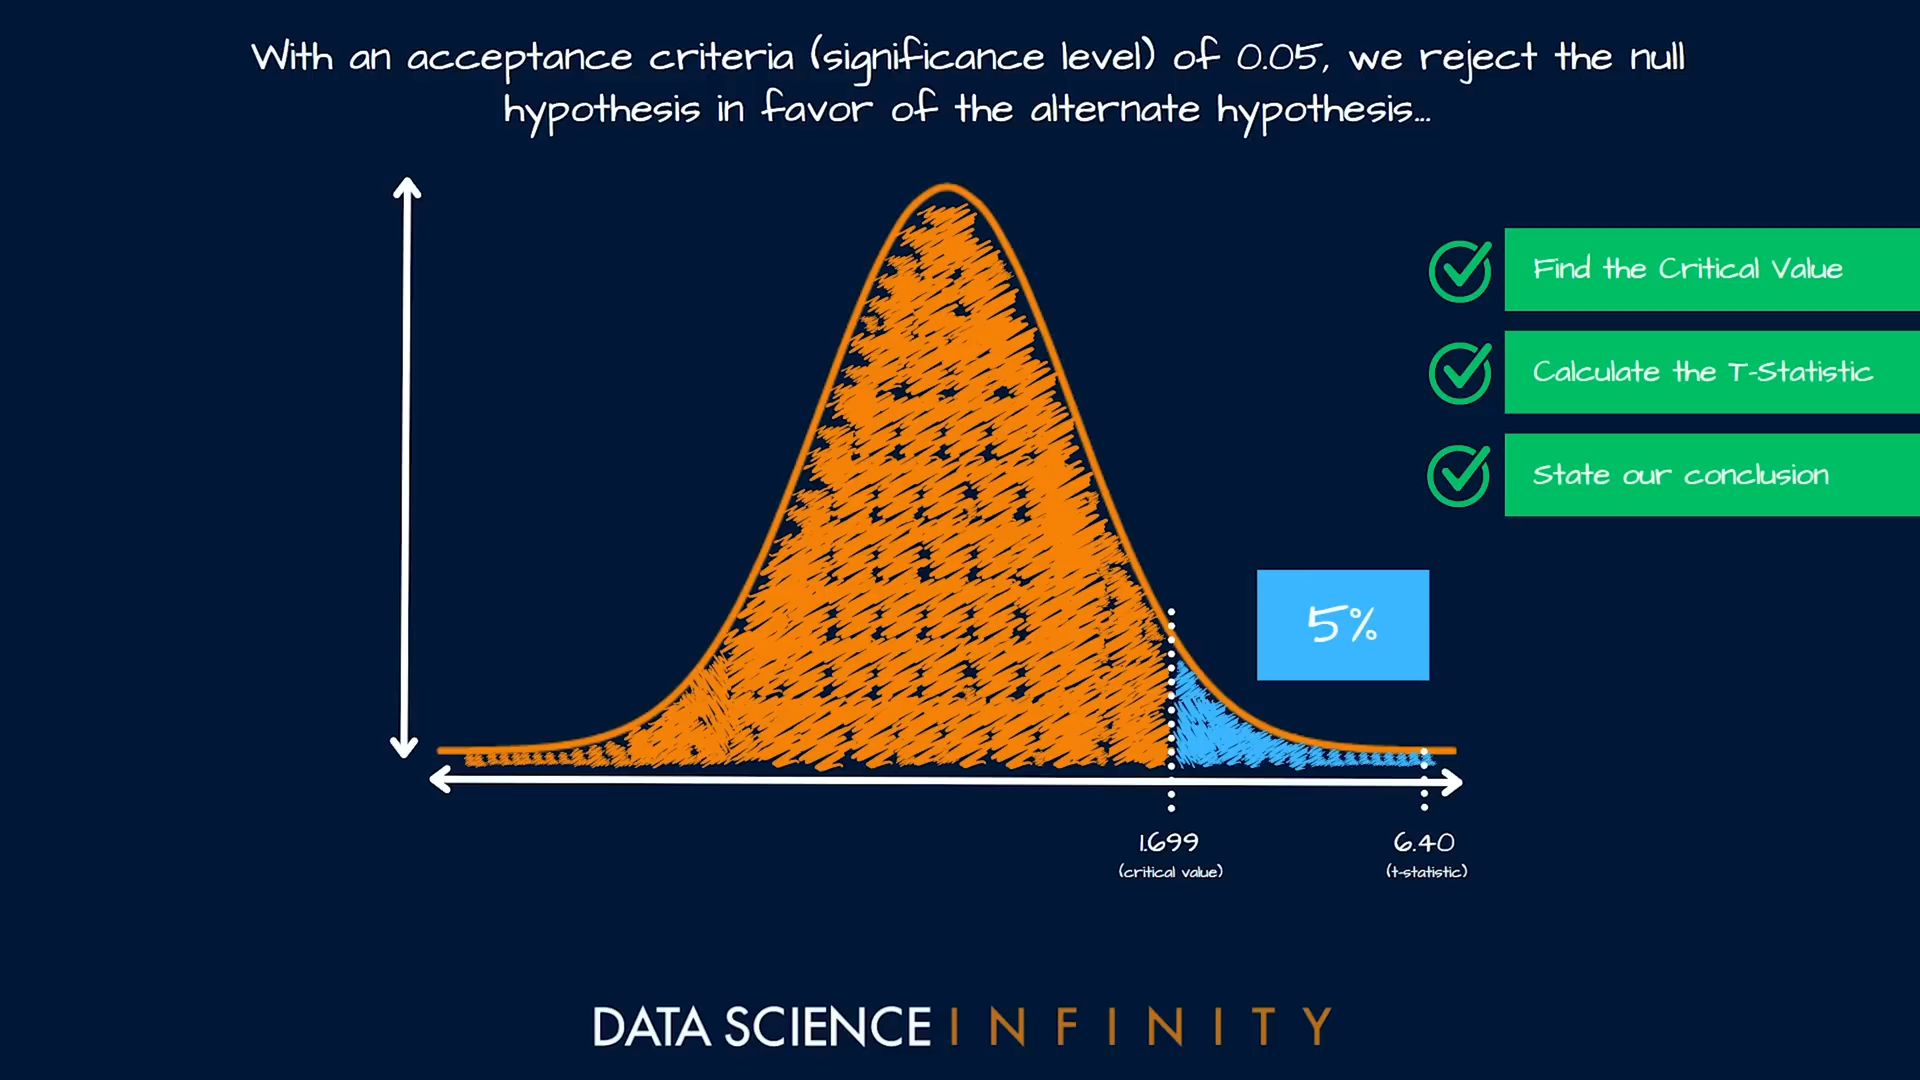 With an acceptance criteria (significance level) of 0.05, we reject the null
hypothesis in favor of the alternate hypothesis...
Find the Critical Value
Calculate the T-Statistic
State our conclusion
5%
1.699
(critical value)
6.40
(t-statistic)
DATA SCIENCE INFINITY